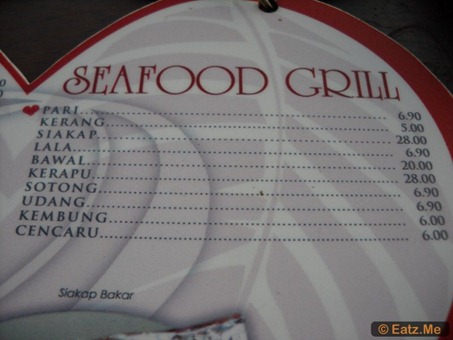 SEAFOOD GRILL
PARI 6.90
KERANG 5.00
SIAKAP 28.00
LALA 6.90
BAWAL 20.00
KERAPU 28.00
SOTONG 6.90
UDANG 6.90
KEMBUNG 6.00
CENCARU 6.00
Siakap Bakar
© Eatz.Me